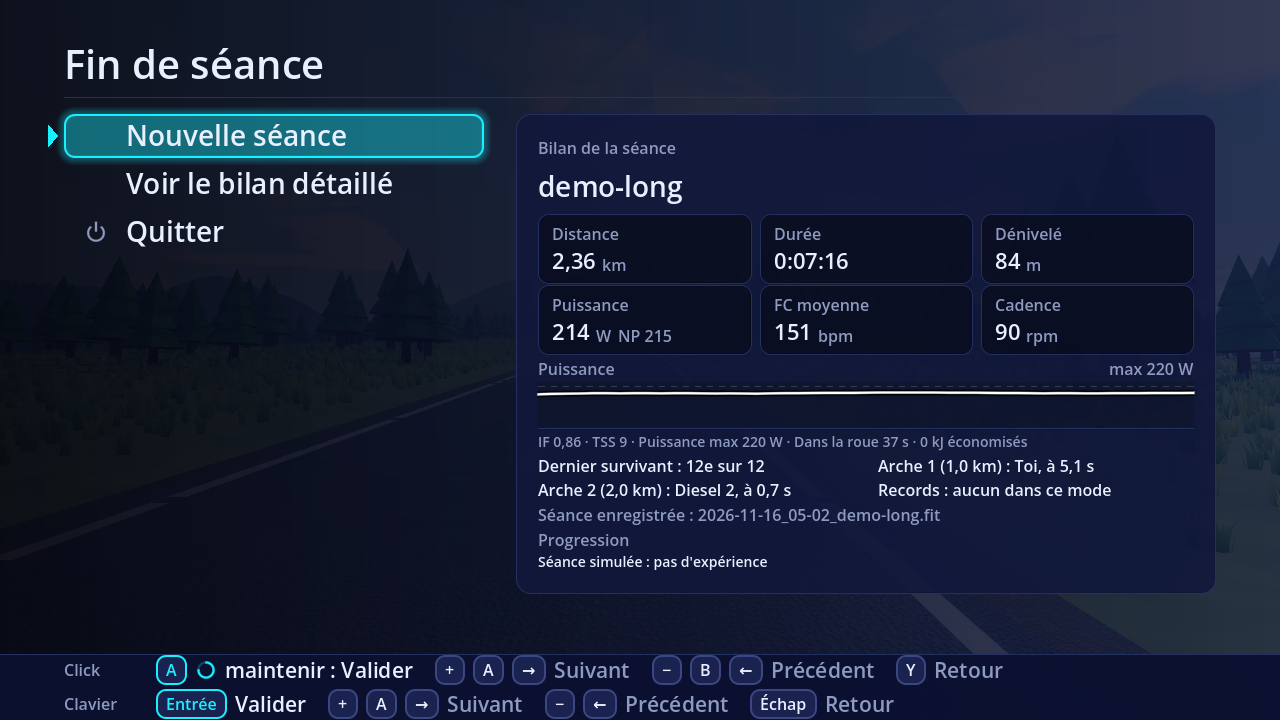 Fin de séance
Nouvelle séance
Voir le bilan détaillé
Quitter
Bilan de la séance
demo-long
Distance
2,36 km
Durée
0:07:16
Dénivelé
84 m
Puissance
214 W NP 215
FC moyenne
151 bpm
Cadence
90 rpm
Puissance max 220 W
IF 0,86 · TSS 9 · Puissance max 220 W · Dans la roue 37 s · 0 kJ économisés
Dernier survivant : 12e sur 12
Arche 1 (1,0 km) : Toi, à 5,1 s
Arche 2 (2,0 km) : Diesel 2, à 0,7 s
Records : aucun dans ce mode
Séance enregistrée : 2026-11-16_05-02_demo-long.fit
Progression
Séance simulée : pas d'expérience
Click A maintenir : Valider + A → Suivant − B ← Précédent Y Retour
Clavier Entrée Valider + A → Suivant − ← Précédent Échap Retour